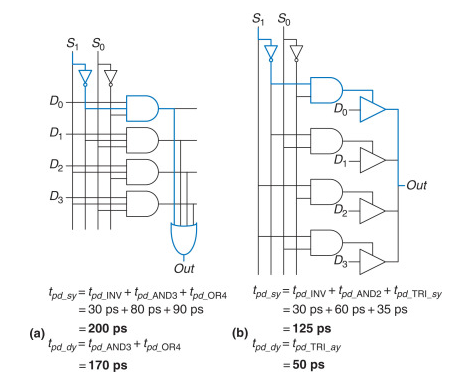 S1 S0
D0
D1
D2
D3
Out
tpd_sy = tpd_INV + tpd_AND3 + tpd_OR4
= 30 ps + 80 ps + 90 ps
= 200 ps
(a) tpd_dy = tpd_AND3 + tpd_OR4
= 170 ps
S1 S0
D0
D1
D2
D3
Out
tpd_sy = tpd_INV + tpd_AND2 + tpd_TRI_sy
= 30 ps + 60 ps + 35 ps
= 125 ps
(b) tpd_dy = tpd_TRI_ay
= 50 ps